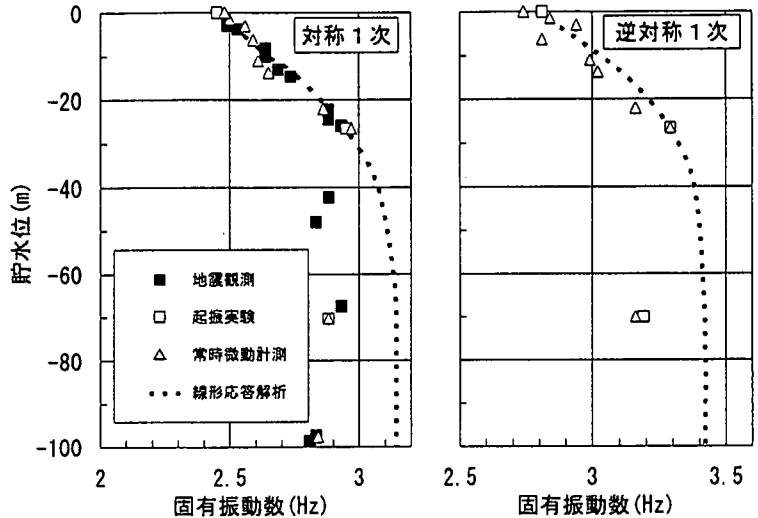 対称１次
逆対称１次
0
-20
-40
-60
-80
-100
貯水位(m)
地震観測
起振実験
常時微動計測
線形応答解析
2
2.5
3
固有振動数(Hz)
2.5
3
3.5
固有振動数(Hz)